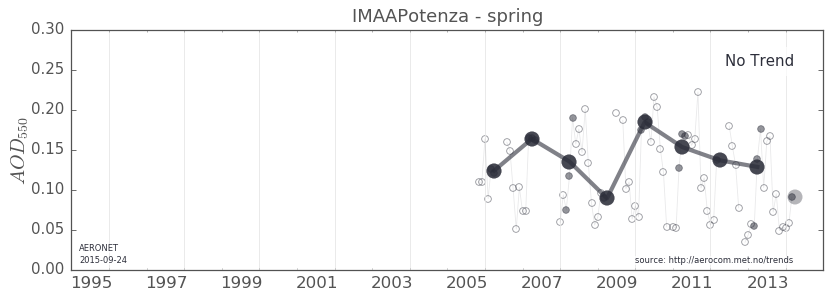 IMAAPotenza - spring
0.30
0.25
0.20
0.15
0.10
0.05
0.00
AOD550
No Trend
AERONET
2015-09-24
source: http://aerocom.met.no/trends
1995 1997 1999 2001 2003 2005 2007 2009 2011 2013